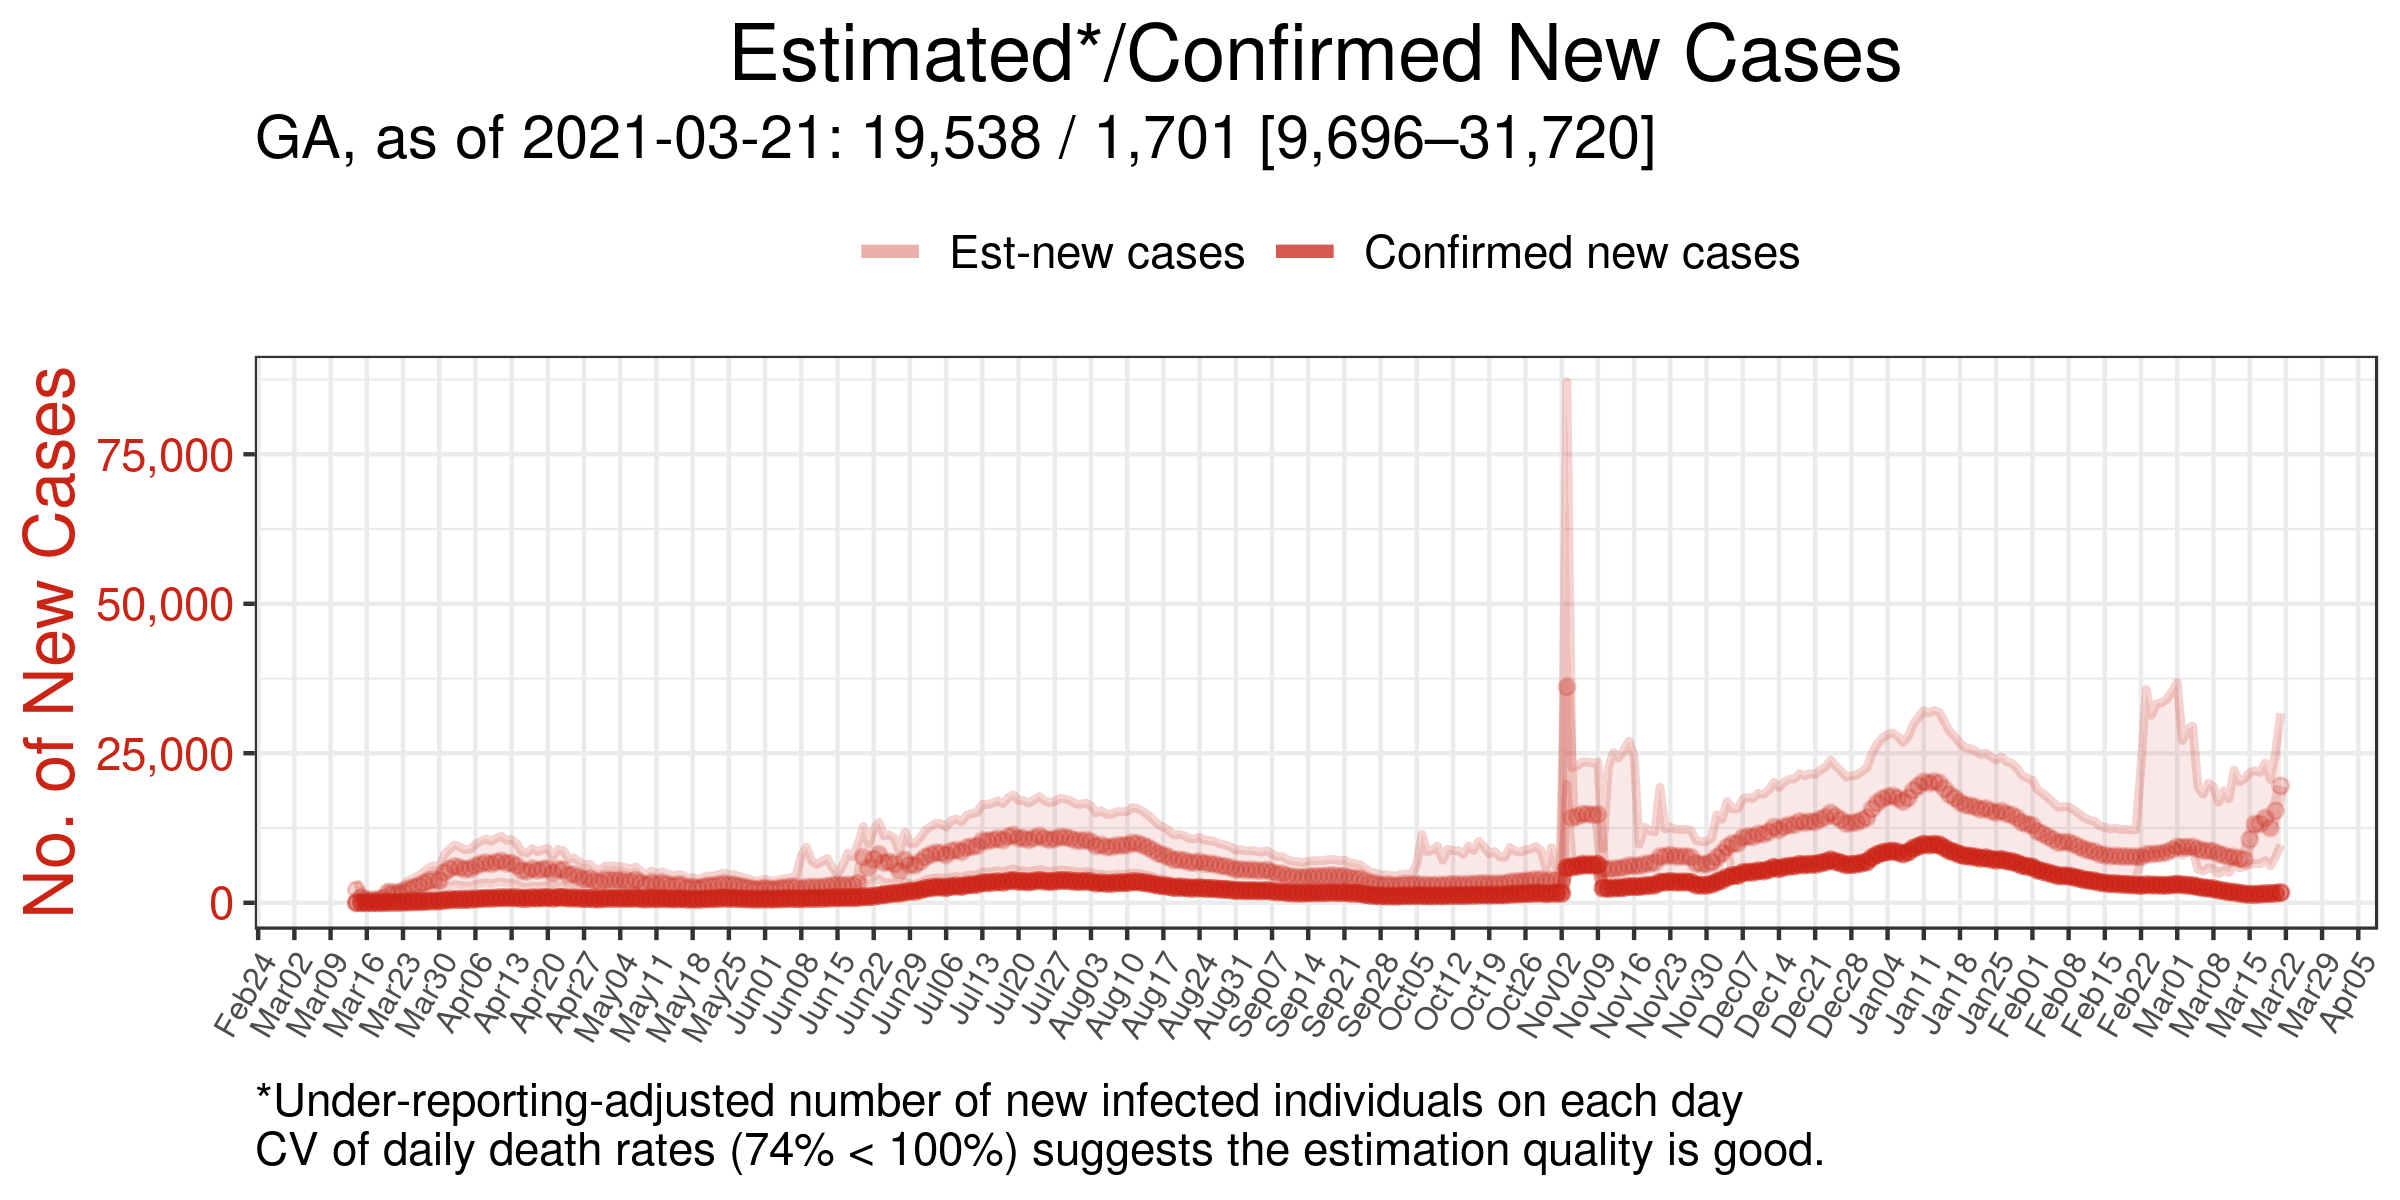 Estimated*/Confirmed New Cases
GA, as of 2021-03-21: 19,538 / 1,701 [9,696–31,720]
Est-new cases Confirmed new cases
No. of New Cases
75,000
50,000
25,000
0
Feb24 Mar02 Mar09 Mar16 Mar23 Mar30 Apr06 Apr13 Apr20 Apr27 May04 May11 May18 May25 Jun01 Jun08 Jun15 Jun22 Jun29 Jul06 Jul13 Jul20 Jul27 Aug03 Aug10 Aug17 Aug24 Aug31 Sep07 Sep14 Sep21 Sep28 Oct05 Oct12 Oct19 Oct26 Nov02 Nov09 Nov16 Nov23 Nov30 Dec07 Dec14 Dec21 Dec28 Jan04 Jan11 Jan18 Jan25 Feb01 Feb08 Feb15 Feb22 Mar01 Mar08 Mar15 Mar22 Mar29 Apr05
*Under-reporting-adjusted number of new infected individuals on each day
CV of daily death rates (74% < 100%) suggests the estimation quality is good.